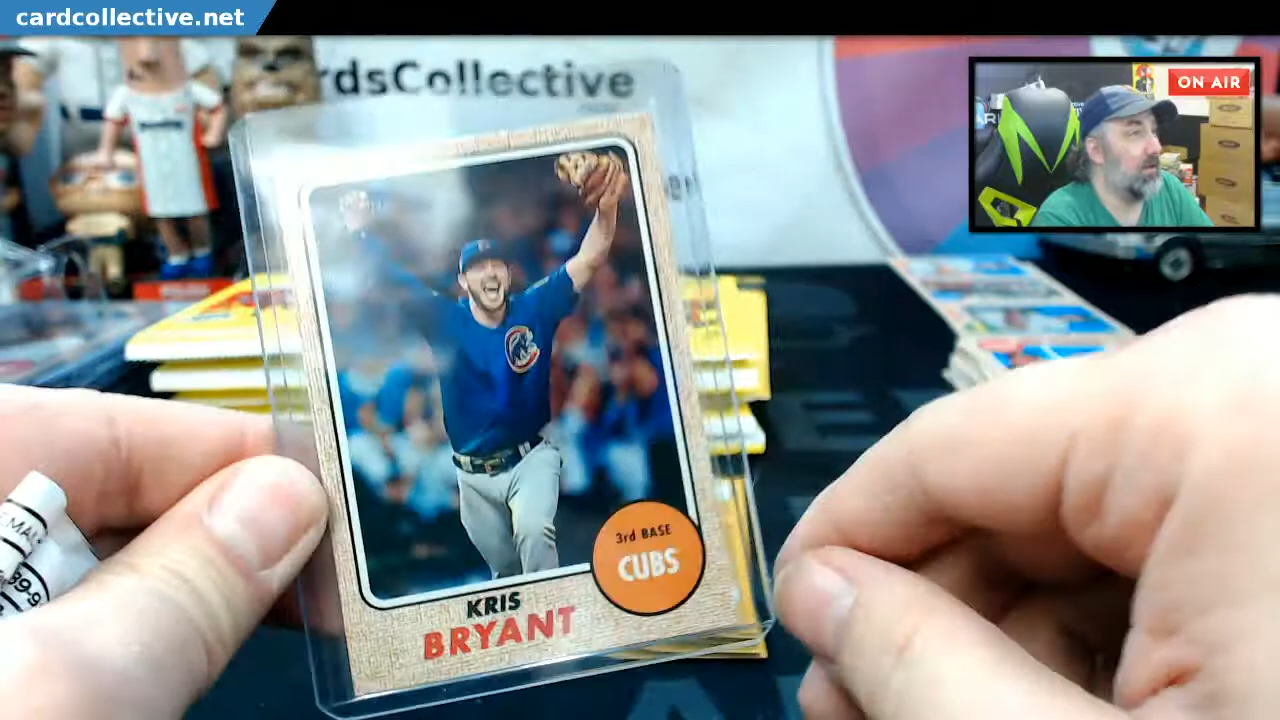 cardcollective.net
rdsCollective
ON AIR
3rd BASE
CUBS
KRIS
BRYANT